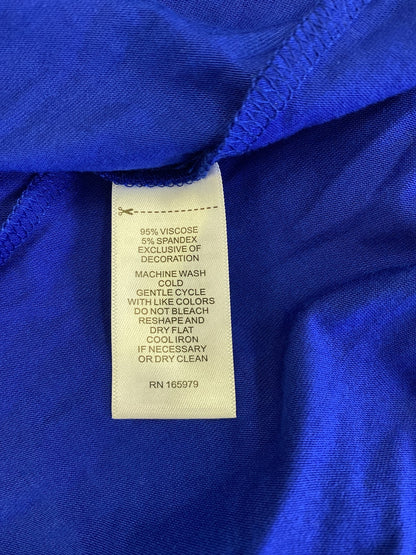 95% VISCOSE
5% SPANDEX
EXCLUSIVE OF
DECORATION
MACHINE WASH
COLD
GENTLE CYCLE
WITH LIKE COLORS
DO NOT BLEACH
RESHAPE AND
DRY FLAT
COOL IRON
IF NECESSARY
OR DRY CLEAN
RN 165979